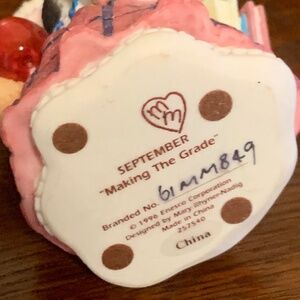 MM
SEPTEMBER
"Making The Grade"
Branded No. 61MM849
© 1996 Enesco Corporation
Designed by Mary Rhyner-Nadig
Made in China
257540
China